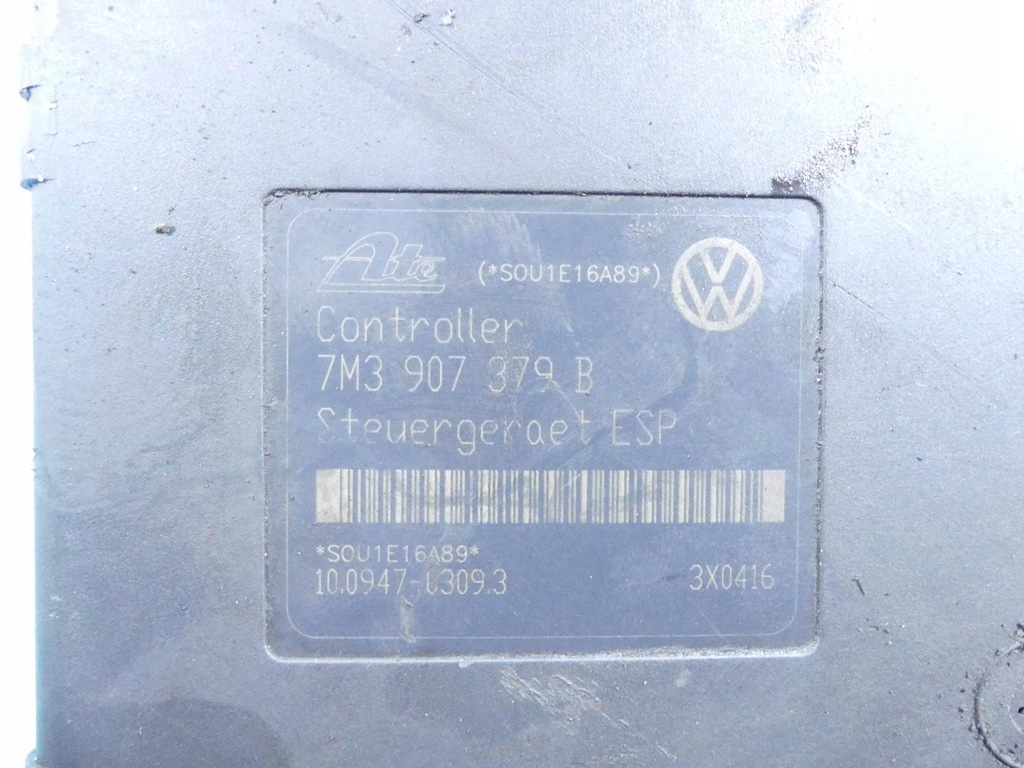 Ate (*SOU1E16A89*)
Controller
7M3 907 379 B
Steuergeraet ESP
*SOU1E16A89*
10.0947-0309.3 3X0416